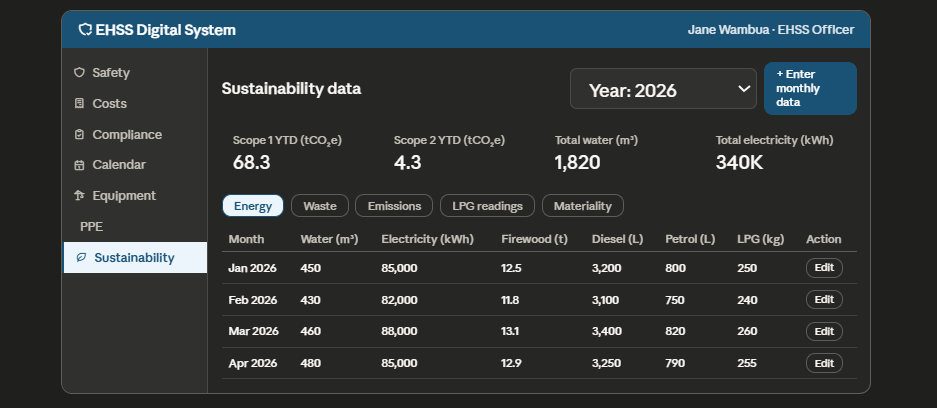 EHSS Digital System
Jane Wambua · EHSS Officer
Safety
Costs
Compliance
Calendar
Equipment
PPE
Sustainability
Sustainability data
Year: 2026
+ Enter
monthly
data
Scope 1 YTD (tCO₂e)
68.3
Scope 2 YTD (tCO₂e)
4.3
Total water (m³)
1,820
Total electricity (kWh)
340K
Energy
Waste
Emissions
LPG readings
Materiality
Month Water (m³) Electricity (kWh) Firewood (t) Diesel (L) Petrol (L) LPG (kg) Action
Jan 2026 450 85,000 12.5 3,200 800 250 Edit
Feb 2026 430 82,000 11.8 3,100 750 240 Edit
Mar 2026 460 88,000 13.1 3,400 820 260 Edit
Apr 2026 480 85,000 12.9 3,250 790 255 Edit